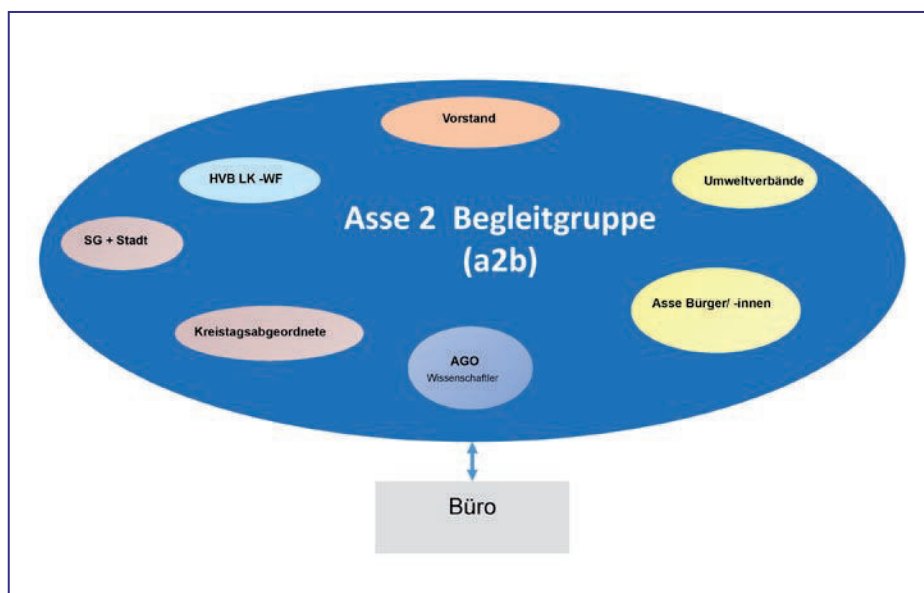 Vorstand
HVB LK -WF
Umweltverbände
Asse 2 Begleitgruppe
(a2b)
SG + Stadt
Asse Bürger/ -innen
Kreistagsabgeordnete
AGO
Wissenschaftler
Büro